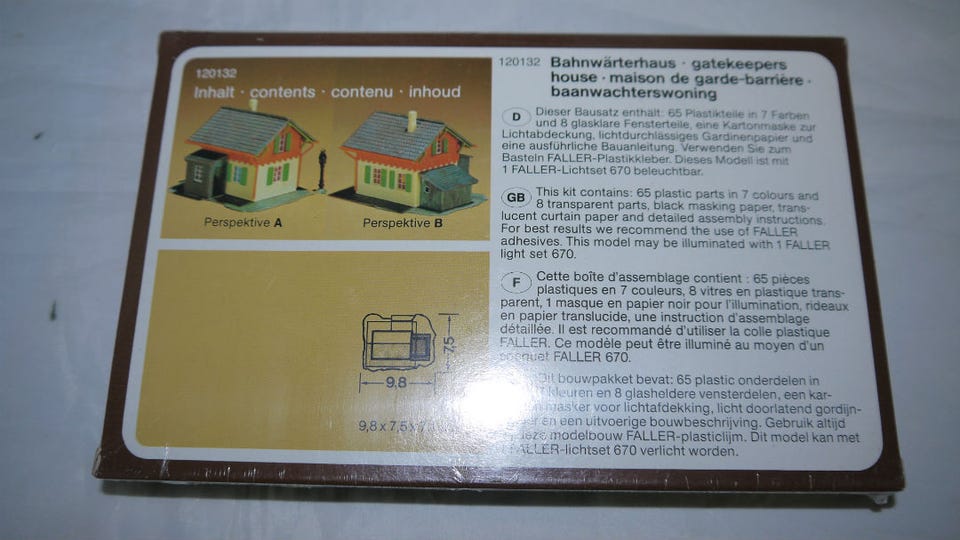 120132
Inhalt · contents · contenu · inhoud
Perspektive A
Perspektive B
7,5
9,8
9,8 x 7,5 x
120132 Bahnwärterhaus · gatekeepers
house · maison de garde-barrière ·
baanwachterswoning
D Dieser Bausatz enthält: 65 Plastikteile in 7 Farben
und 8 glasklare Fensterteile, eine Kartonmaske zur
Lichtabdeckung, lichtdurchlässiges Gardinenpapier und
eine ausführliche Bauanleitung. Verwenden Sie zum
Basteln FALLER-Plastikkleber. Dieses Modell ist mit
1 FALLER-Lichtset 670 beleuchtbar.
GB This kit contains: 65 plastic parts in 7 colours and
8 transparent parts, black masking paper, trans-
lucent curtain paper and detailed assembly instructions.
For best results we recommend the use of FALLER
adhesives. This model may be illuminated with 1 FALLER
light set 670.
F Cette boîte d'assemblage contient : 65 pièces
plastiques en 7 couleurs, 8 vitres en plastique trans-
parent, 1 masque en papier noir pour l'illumination, rideaux
en papier translucide, une instruction d'assemblage
détaillée. Il est recommandé d'utiliser la colle plastique
FALLER. Ce modèle peut être illuminé au moyen d'un
FALLER 670.
Dit bouwpakket bevat: 65 plastic onderdelen in
kleuren en 8 glasheldere vensterdelen, een kar-
masker voor lichtafdekking, licht doorlatend gordijn-
en een uitvoerige bouwbeschrijving. Gebruik altijd
deze modelbouw FALLER-plasticlijm. Dit model kan met
FALLER-lichtset 670 verlicht worden.